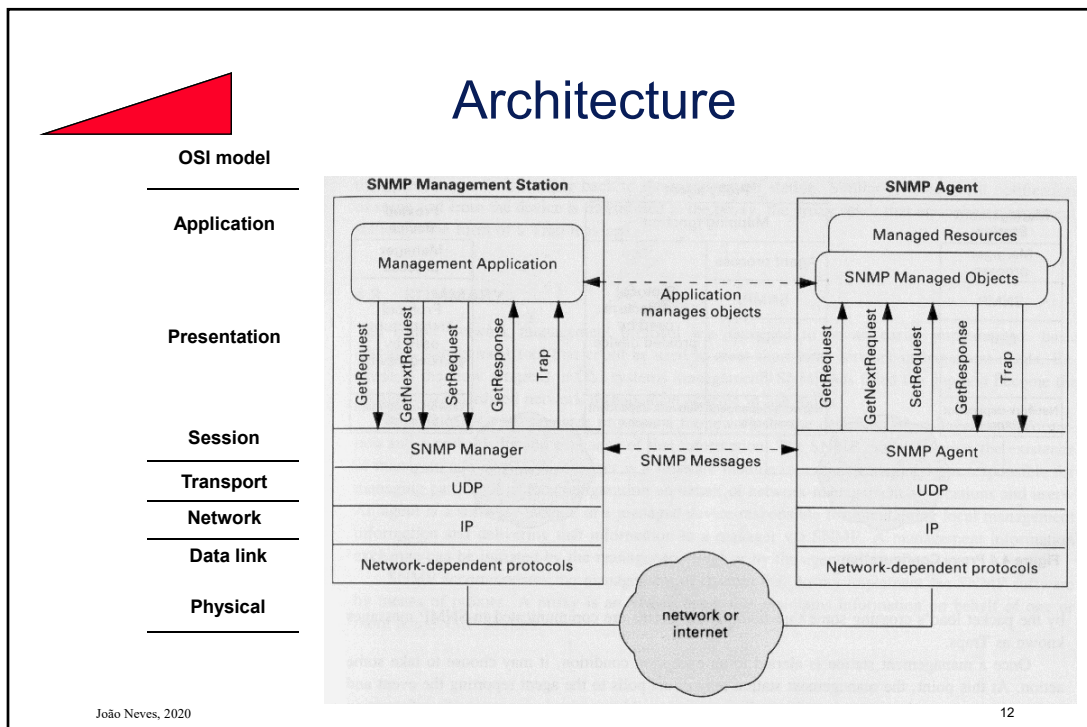 Architecture
OSI model
Application
Presentation
Session
Transport
Network
Data link
Physical
SNMP Management Station
Management Application
GetRequest
GetNextRequest
SetRequest
GetResponse
Trap
SNMP Manager
UDP
IP
Network-dependent protocols
Application
manages objects
SNMP Messages
network or
internet
SNMP Agent
Managed Resources
SNMP Managed Objects
GetRequest
GetNextRequest
SetRequest
GetResponse
Trap
SNMP Agent
UDP
IP
Network-dependent protocols
João Neves, 2020
12